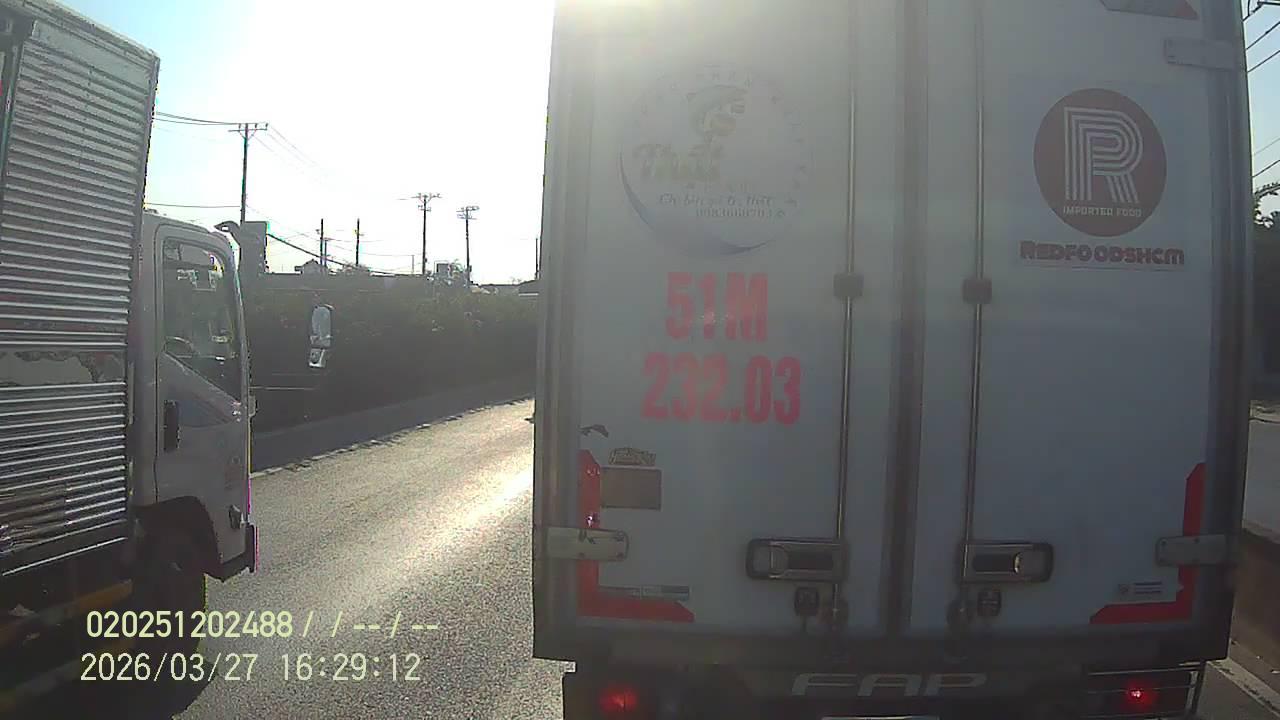 Thái
51M
232.03
R
IMPORTED FOOD
REDFOODSHCM
FAP
020251202488 / / -- / --
2026/03/27 16:29:12